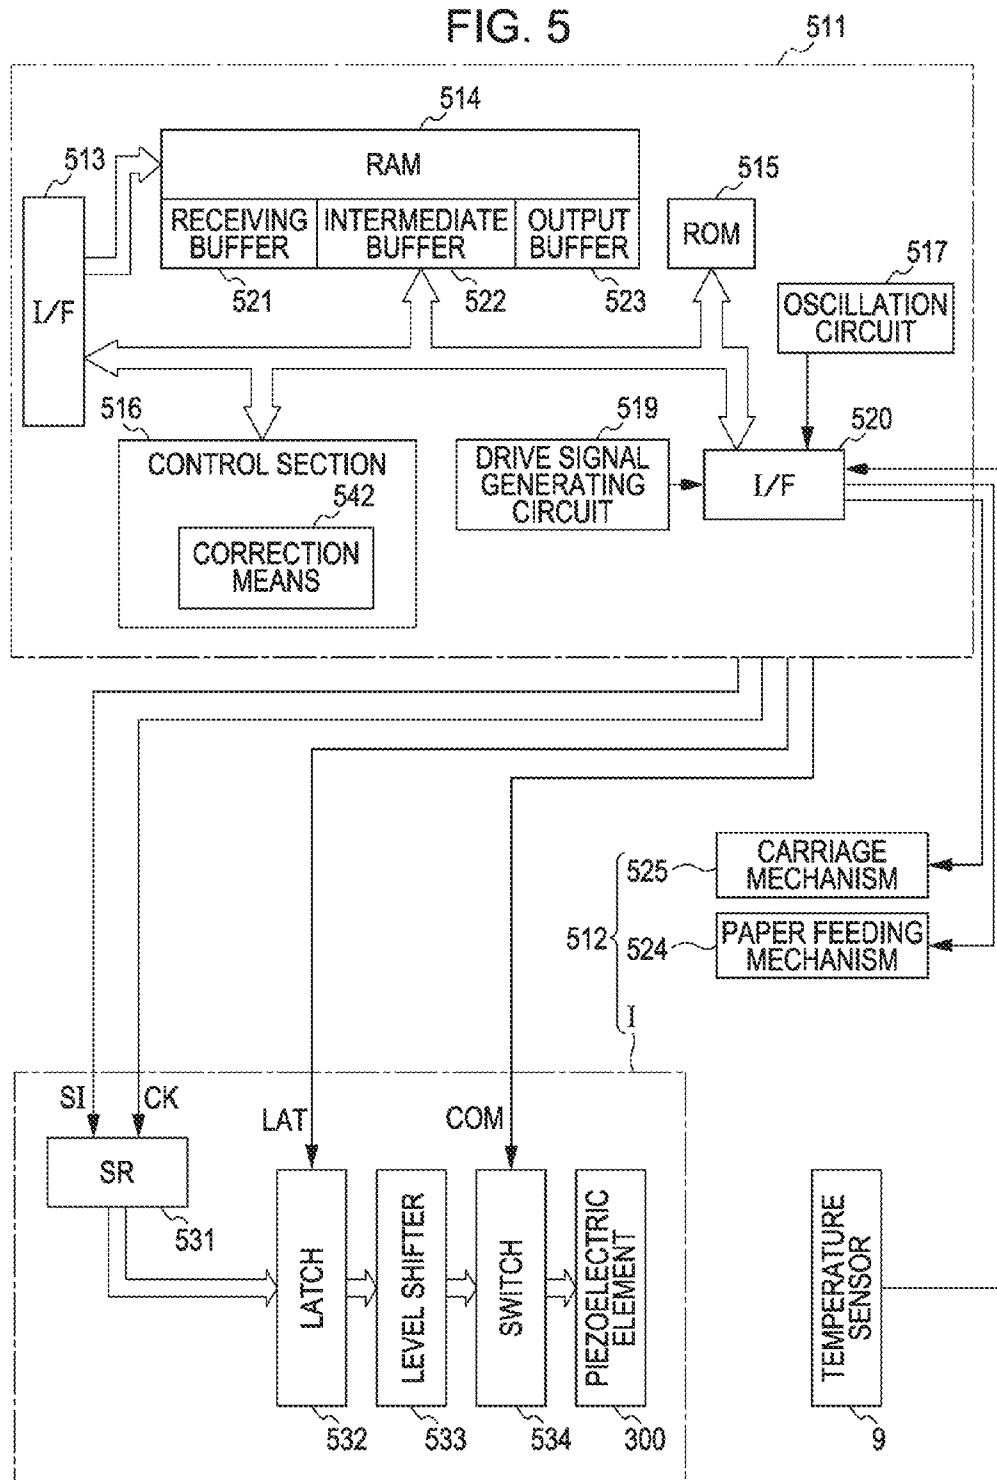 FIG. 5
511
514
513
RAM
515
RECEIVING
BUFFER
INTERMEDIATE
BUFFER
OUTPUT
BUFFER
ROM
517
I/F
521
522
523
OSCILLATION
CIRCUIT
516
519
520
CONTROL SECTION
DRIVE SIGNAL
GENERATING
CIRCUIT
I/F
542
CORRECTION
MEANS
525
CARRIAGE
MECHANISM
512
524
PAPER FEEDING
MECHANISM
I
SI
CK
LAT
COM
SR
531
LATCH
LEVEL SHIFTER
SWITCH
PIEZOELECTRIC
ELEMENT
TEMPERATURE
SENSOR
532
533
534
300
9